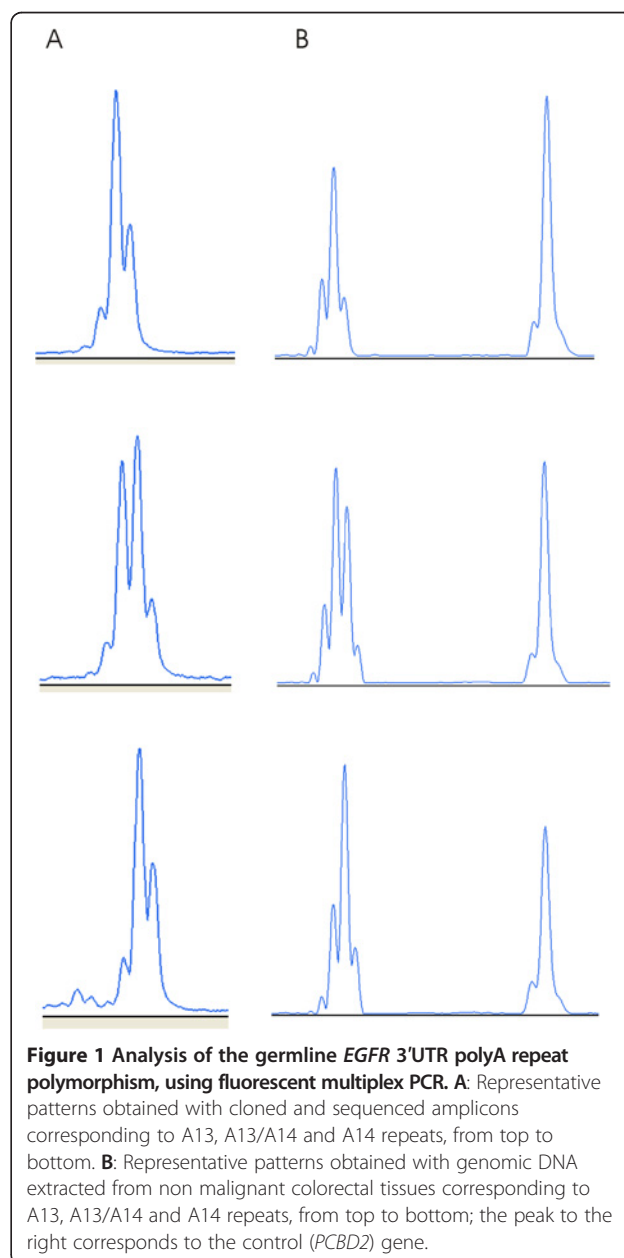 A B
Figure 1 Analysis of the germline EGFR 3'UTR polyA repeat
polymorphism, using fluorescent multiplex PCR. A: Representative
patterns obtained with cloned and sequenced amplicons
corresponding to A13, A13/A14 and A14 repeats, from top to
bottom. B: Representative patterns obtained with genomic DNA
extracted from non malignant colorectal tissues corresponding to
A13, A13/A14 and A14 repeats, from top to bottom; the peak to the
right corresponds to the control (PCBD2) gene.